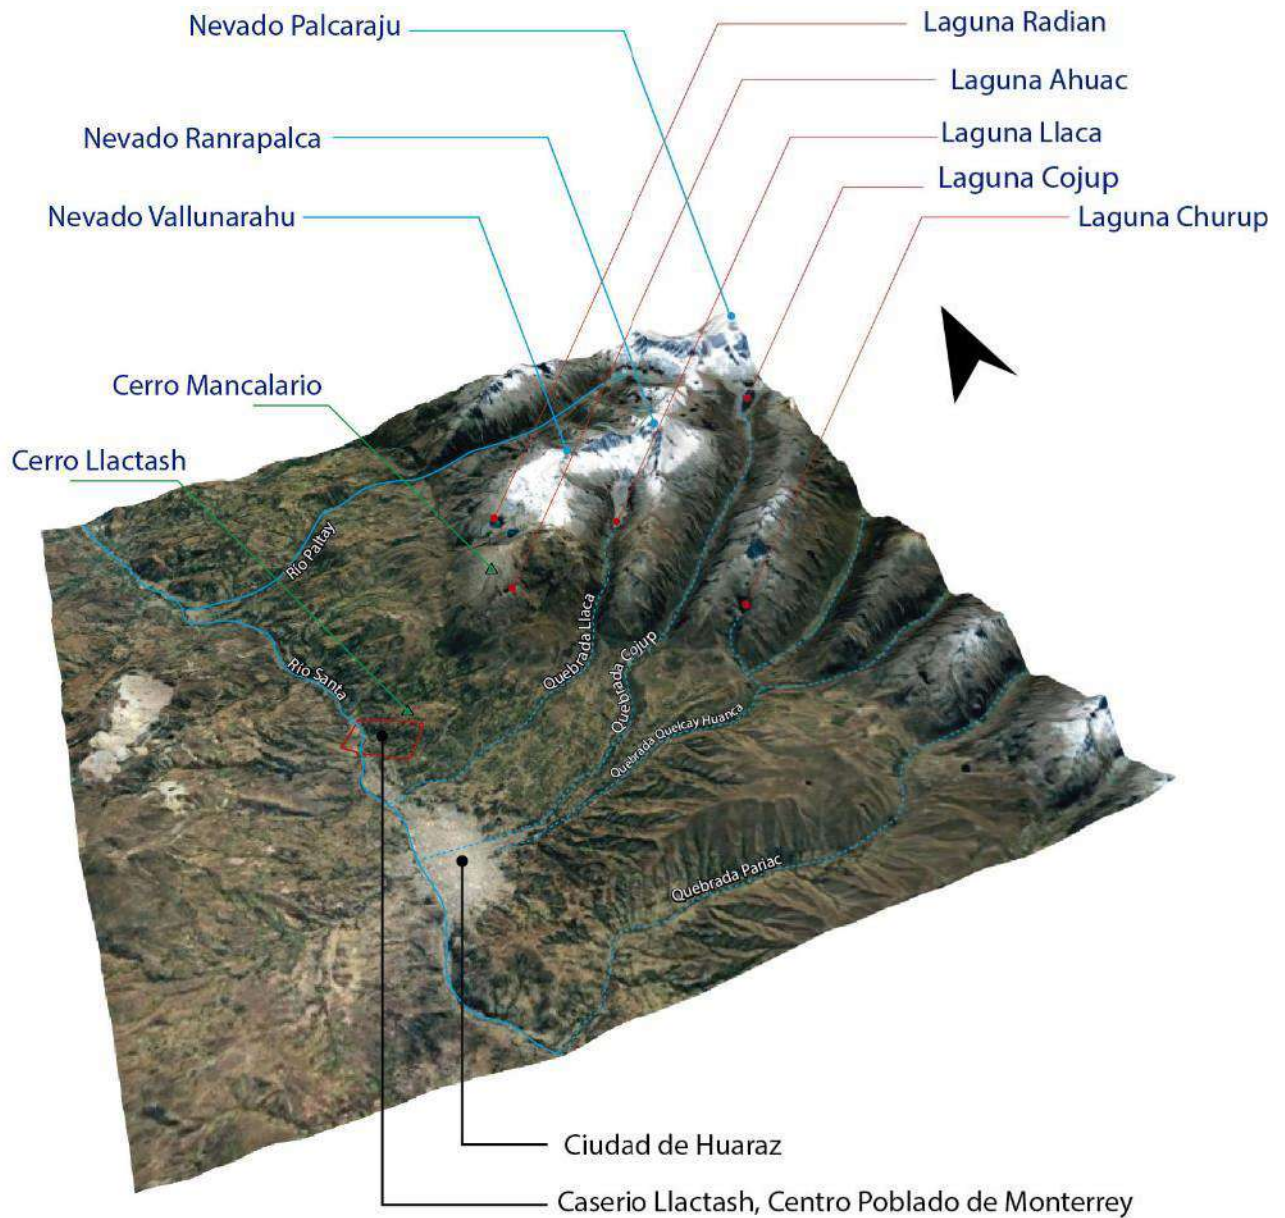 Nevado Palcaraju
Laguna Radian
Laguna Ahuac
Nevado Ranrapalca
Laguna Llaca
Laguna Cojup
Nevado Vallunarahu
Laguna Churup
Cerro Mancalario
Cerro Llactash
Río Paltay
Río Santa
Quebrada Llaca
Quebrada Cojup
Quebrada Quelcay Huanca
Quebrada Pariac
Ciudad de Huaraz
Caserio Llactash, Centro Poblado de Monterrey